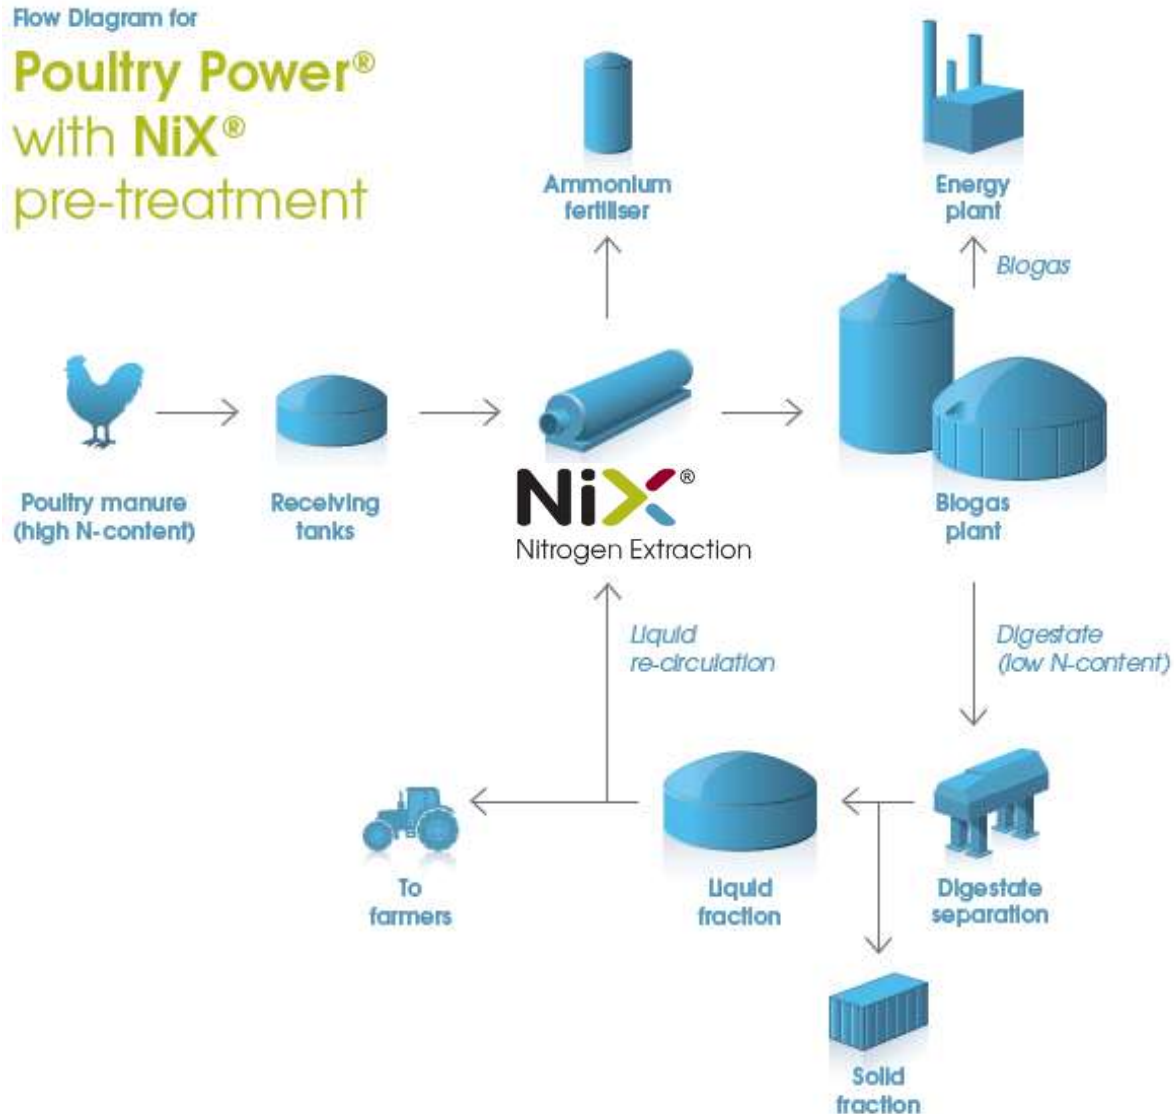 Flow Diagram for
Poultry Power®
with NiX®
pre-treatment
Ammonium
fertiliser
Energy
plant
Biogas
Poultry manure
(high N-content)
Receiving
tanks
NiX®
Nitrogen Extraction
Biogas
plant
Liquid
re-circulation
Digestate
(low N-content)
To
farmers
Liquid
fraction
Digestate
separation
Solid
fraction